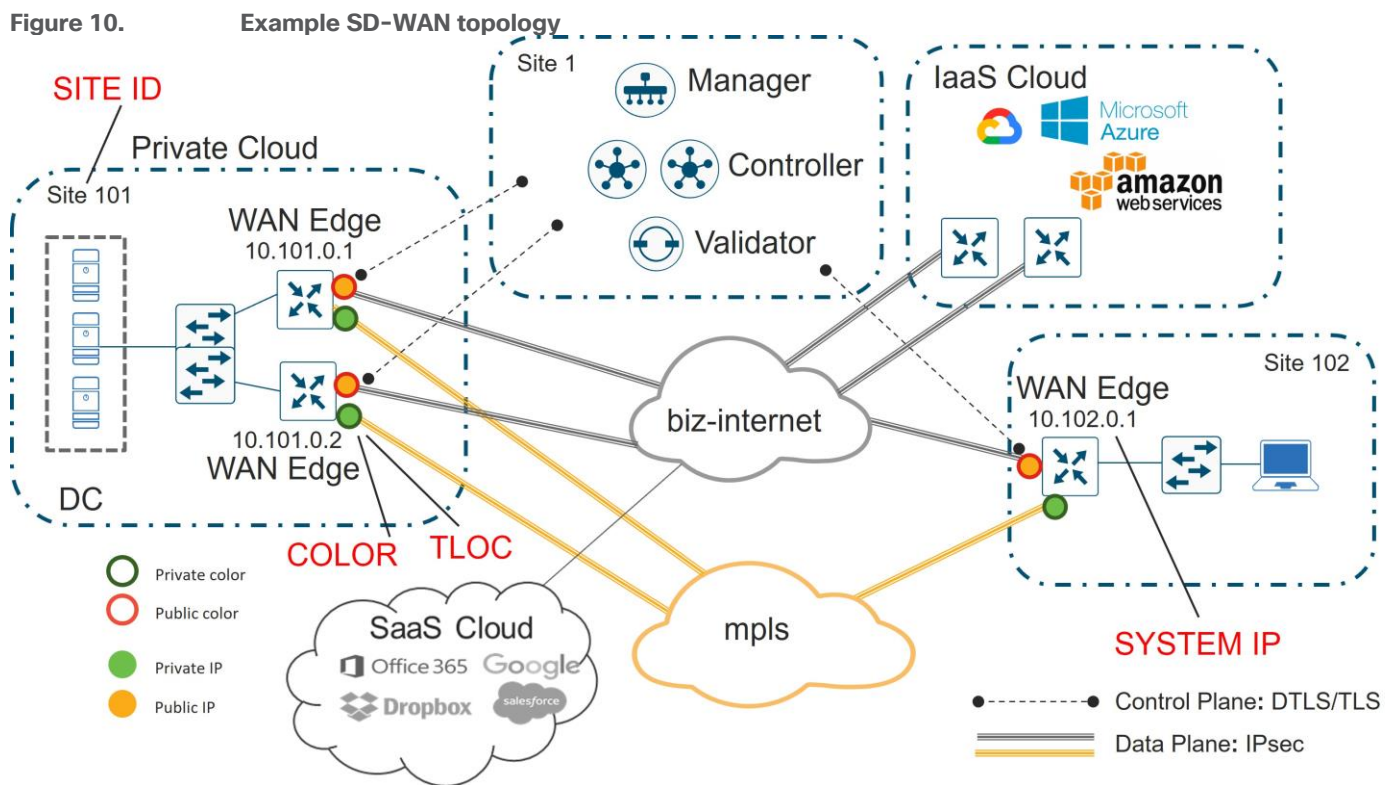 Figure 10. Example SD-WAN topology
SITE ID
Private Cloud
Site 101
WAN Edge
10.101.0.1
10.101.0.2
WAN Edge
DC
Site 1
Manager
Controller
Validator
IaaS Cloud
Microsoft
Azure
amazon
webservices
biz-internet
Site 102
WAN Edge
10.102.0.1
COLOR
TLOC
Private color
Public color
Private IP
Public IP
SaaS Cloud
Office 365
Google
Dropbox
salesforce
mpls
SYSTEM IP
Control Plane: DTLS/TLS
Data Plane: IPsec